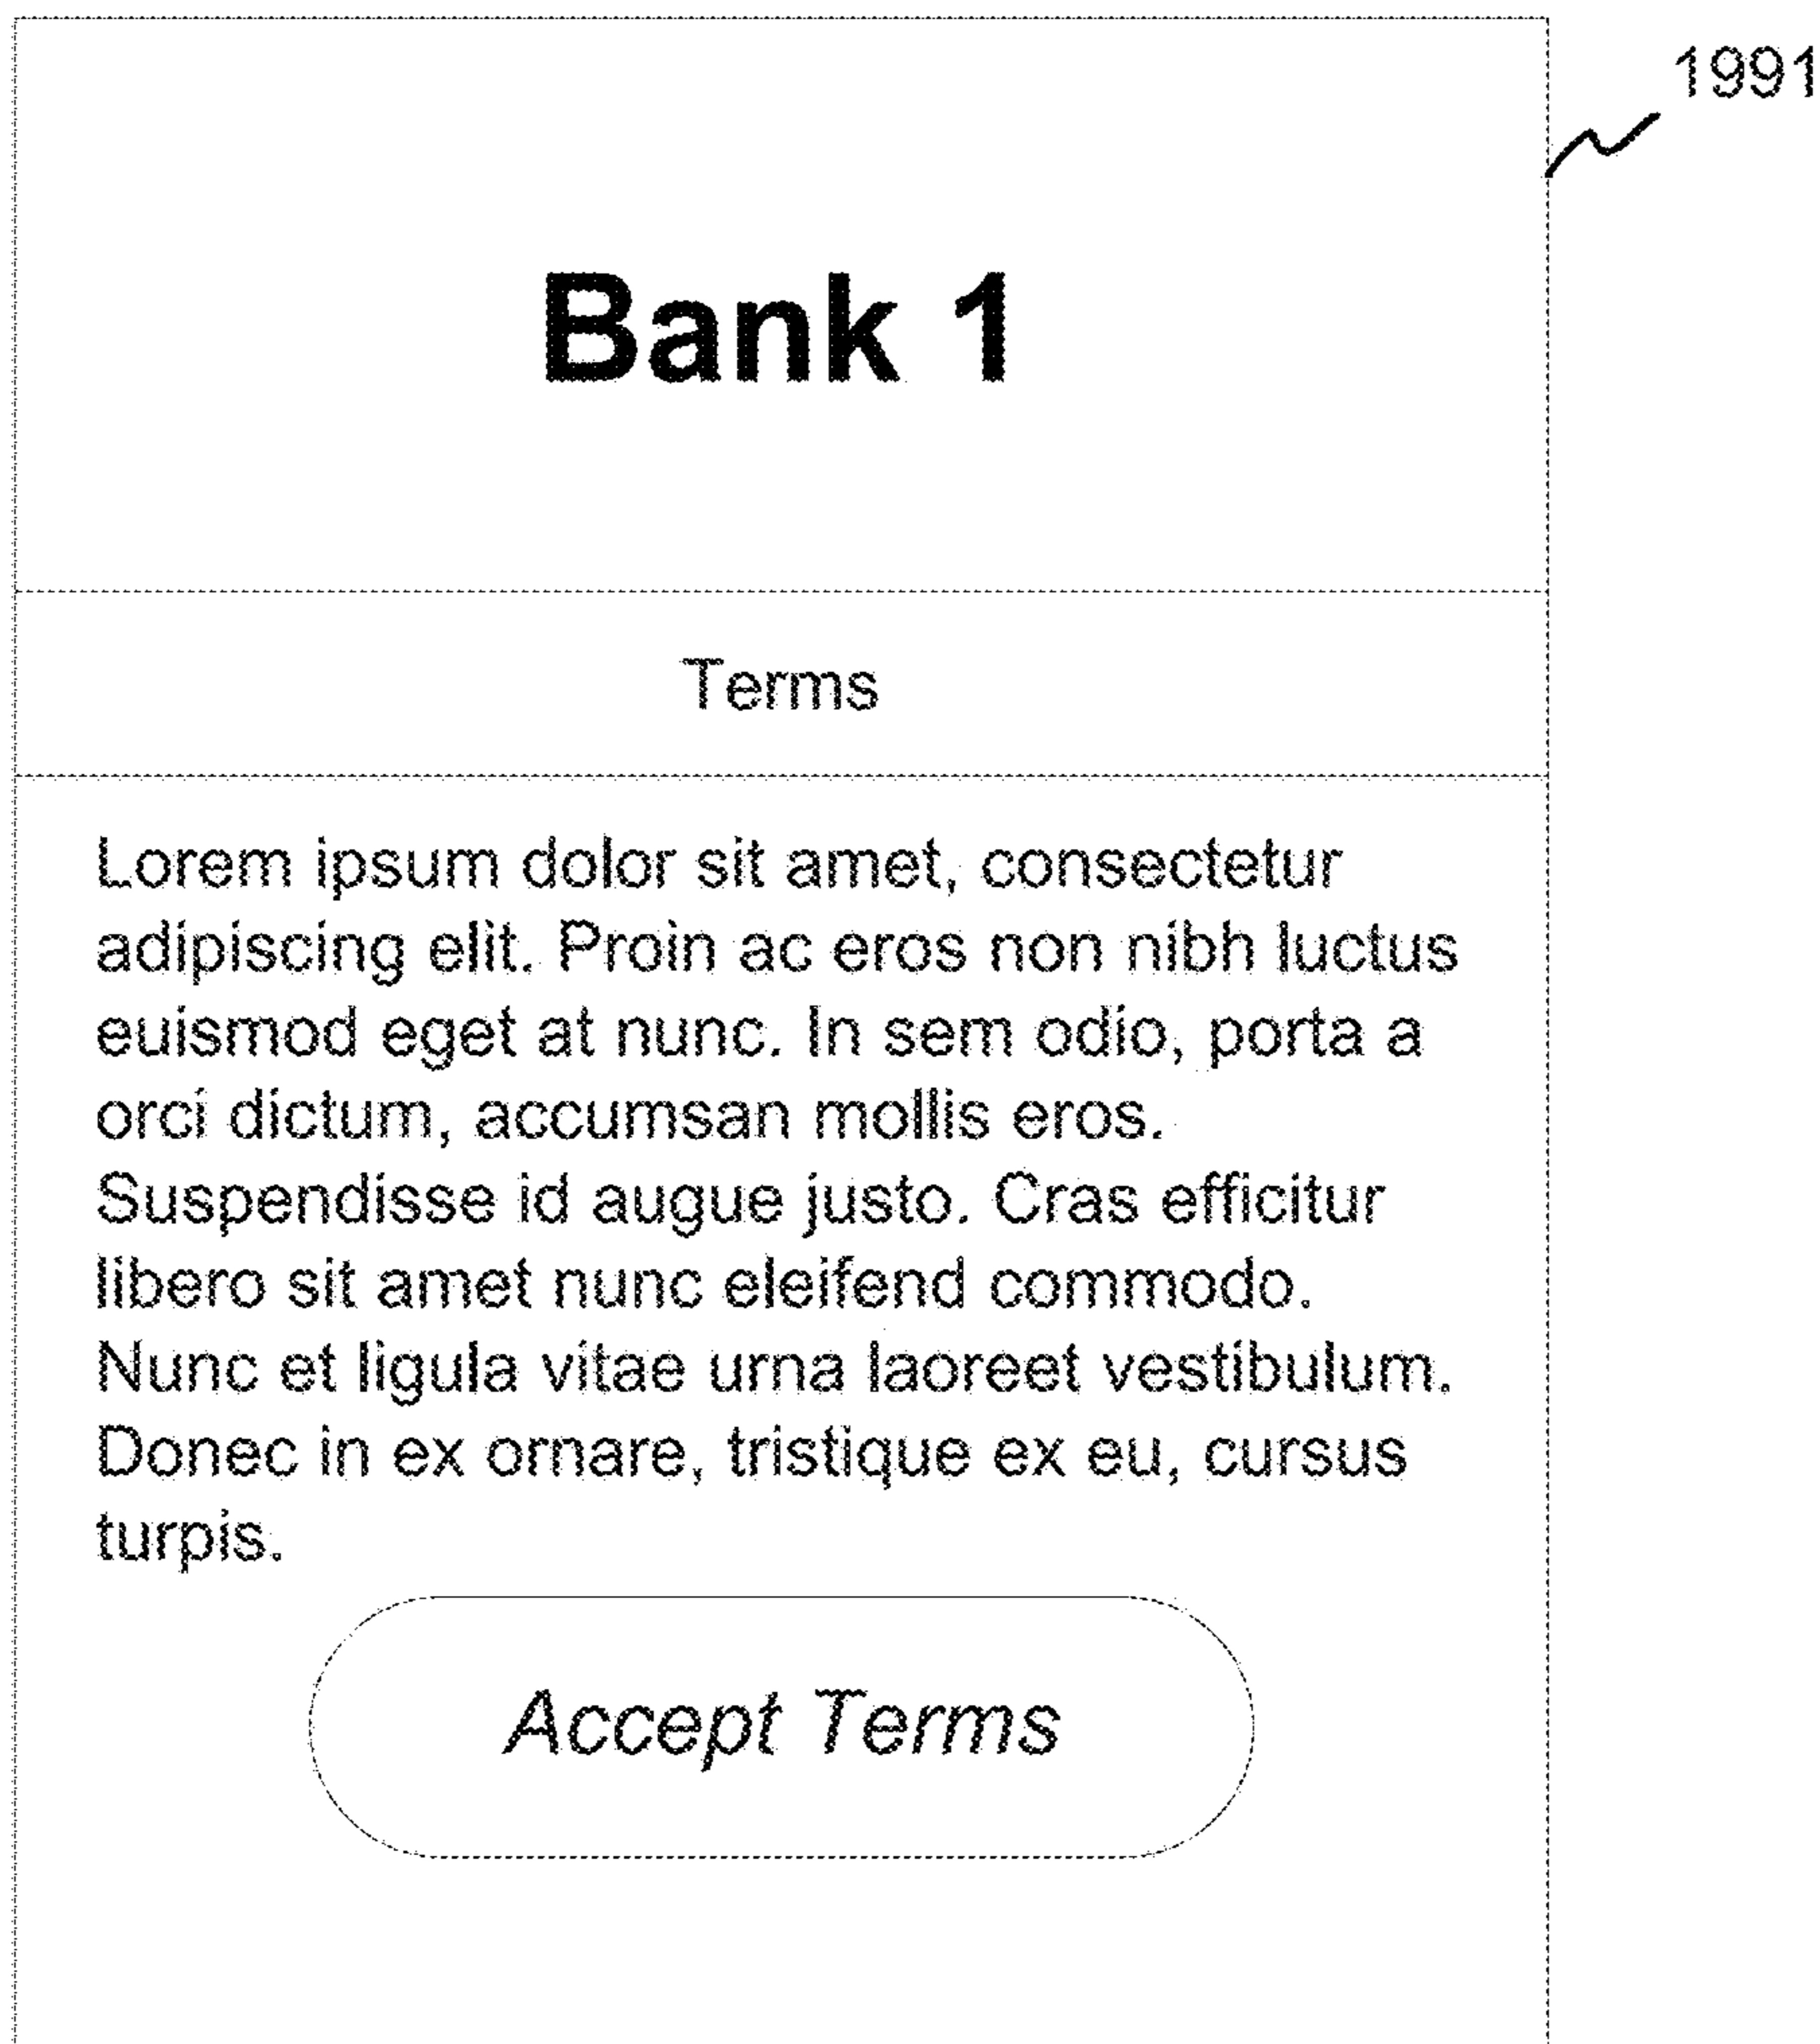 1991
Bank 1
Terms
Lorem ipsum dolor sit amet, consectetur
adipiscing elit. Proin ac eros non nibh luctus
euismod eget at nunc. In sem odio, porta a
orci dictum, accumsan mollis eros.
Suspendisse id augue justo. Cras efficitur
libero sit amet nunc eleifend commodo.
Nunc et ligula vitae urna laoreet vestibulum.
Donec in ex ornare, tristique ex eu, cursus
turpis.
Accept Terms